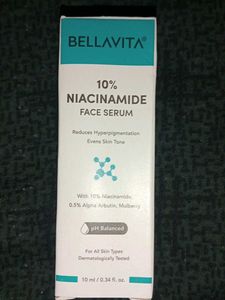 BELLAVITA®
10%
NIACINAMIDE
FACE SERUM
Reduces Hyperpigmentation
Evens Skin Tone
With 10% Niacinamide,
0.5% Alpha Arbutin, Mulberry
pH Balanced
For All Skin Types
Dermatologically Tested
10 ml / 0.34 fl. oz.